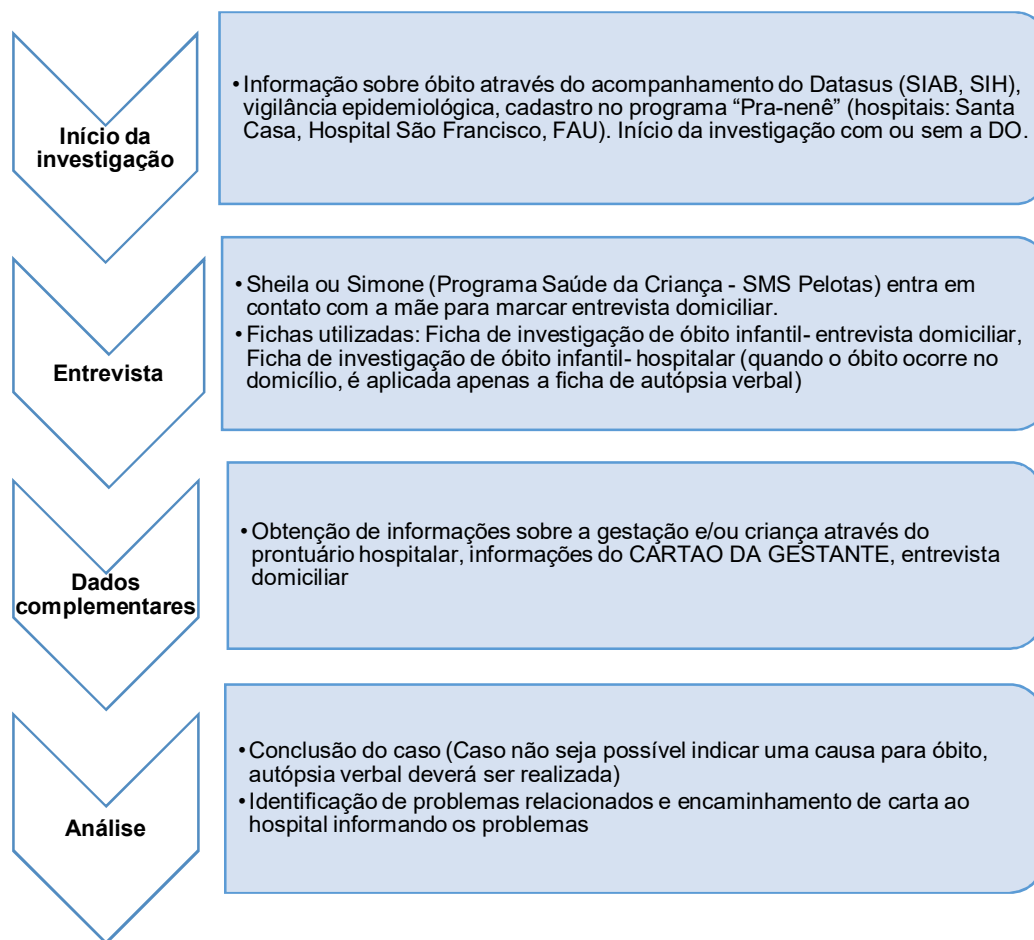 Início da
investigação
• Informação sobre óbito através do acompanhamento do Datasus (SIAB, SIH),
vigilância epidemiológica, cadastro no programa “Pra-nenê” (hospitais: Santa
Casa, Hospital São Francisco, FAU). Início da investigação com ou sem a DO.
Entrevista
• Sheila ou Simone (Programa Saúde da Criança - SMS Pelotas) entra em
contato com a mãe para marcar entrevista domiciliar.
• Fichas utilizadas: Ficha de investigação de óbito infantil- entrevista domiciliar,
Ficha de investigação de óbito infantil- hospitalar (quando o óbito ocorre no
domicílio, é aplicada apenas a ficha de autópsia verbal)
Dados
complementares
• Obtenção de informações sobre a gestação e/ou criança através do
prontuário hospitalar, informações do CARTAO DA GESTANTE, entrevista
domiciliar
Análise
• Conclusão do caso (Caso não seja possível indicar uma causa para óbito,
autópsia verbal deverá ser realizada)
• Identificação de problemas relacionados e encaminhamento de carta ao
hospital informando os problemas